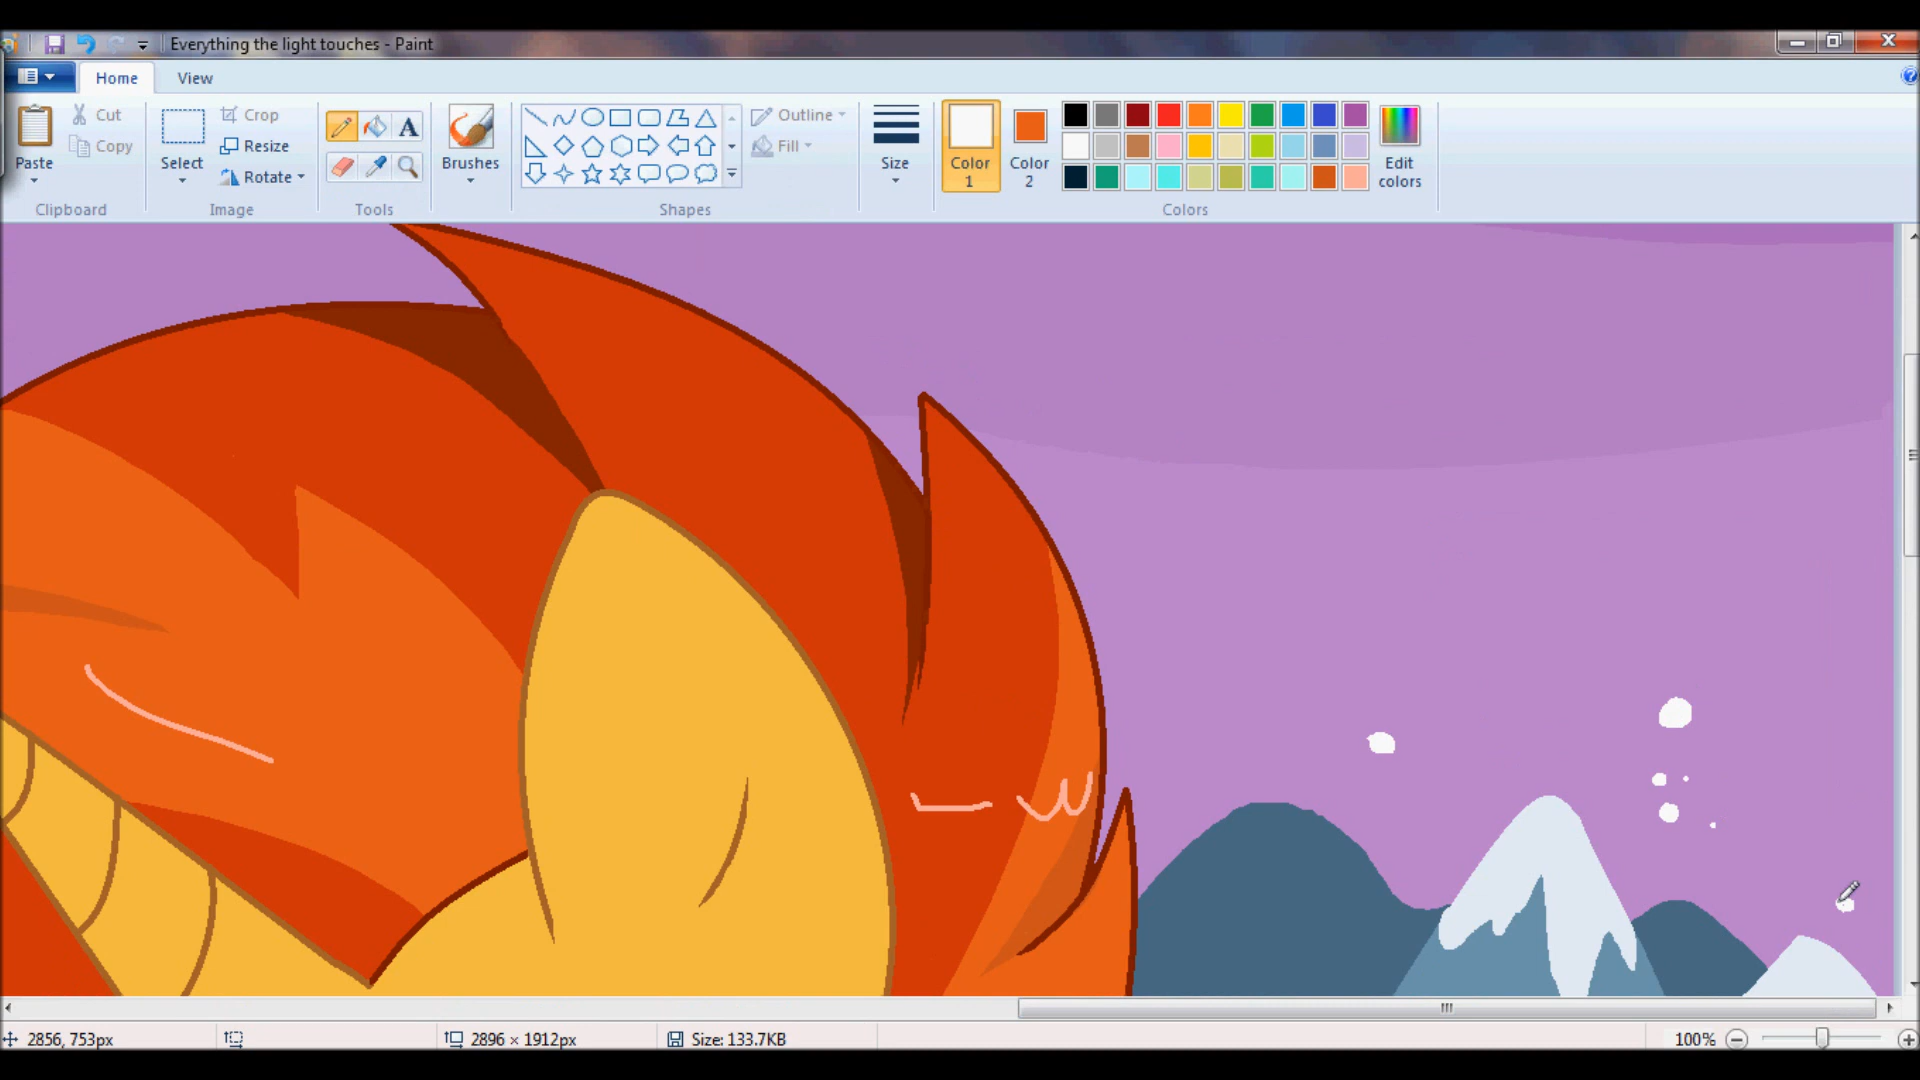 Everything the light touches - Paint
Home View
Paste
Cut
Copy
Clipboard
Select
Crop
Resize
Rotate
Image
A
Tools
Brushes
Outline
Fill
Shapes
Size
Color 1
Color 2
Edit colors
Colors
2856, 753px
2896 × 1912px
Size: 133.7KB
100%